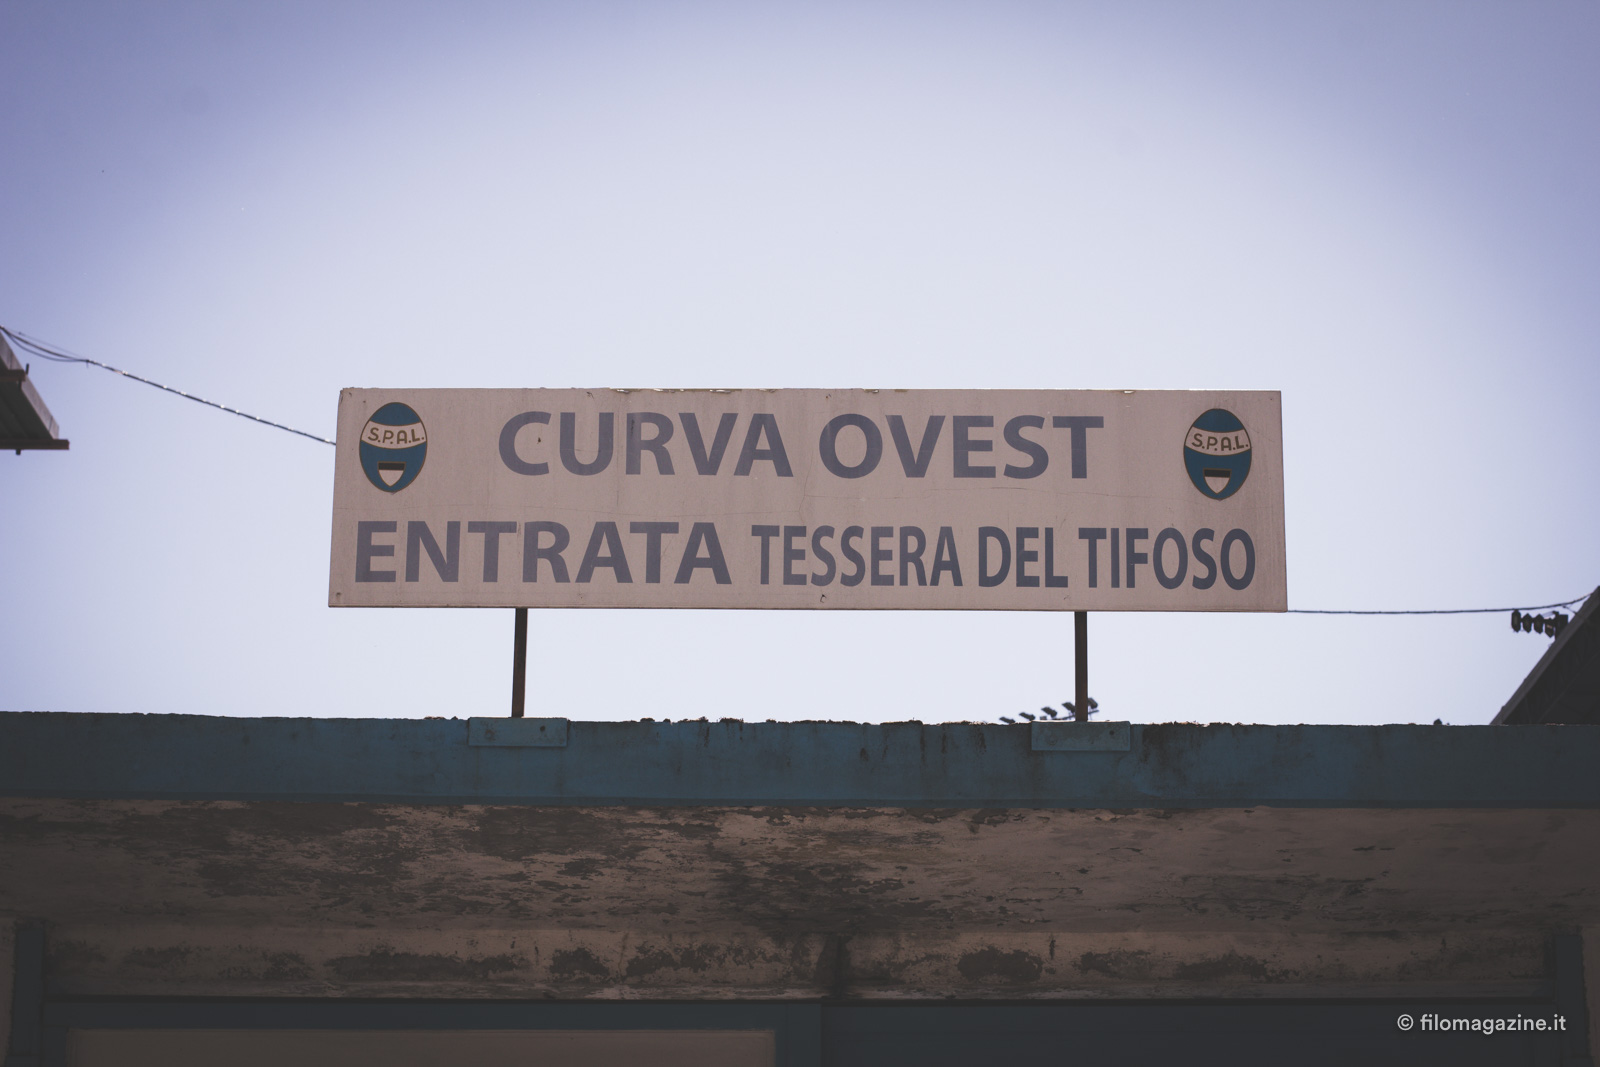 S.P.A.L.
CURVA OVEST
S.P.A.L.
ENTRATA TESSERA DEL TIFOSO
© filomagazine.it